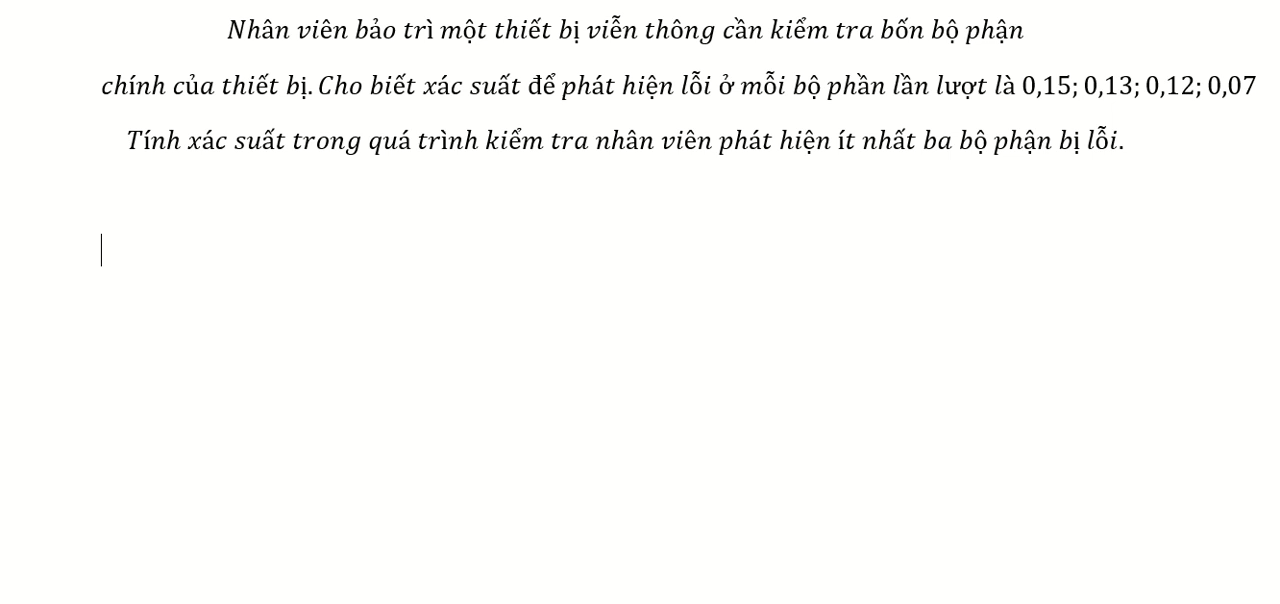 Nhân viên bảo trì một thiết bị viễn thông cần kiểm tra bốn bộ phận
chính của thiết bị. Cho biết xác suất để phát hiện lỗi ở mỗi bộ phần lần lượt là 0,15; 0,13; 0,12; 0,07
Tính xác suất trong quá trình kiểm tra nhân viên phát hiện ít nhất ba bộ phận bị lỗi.